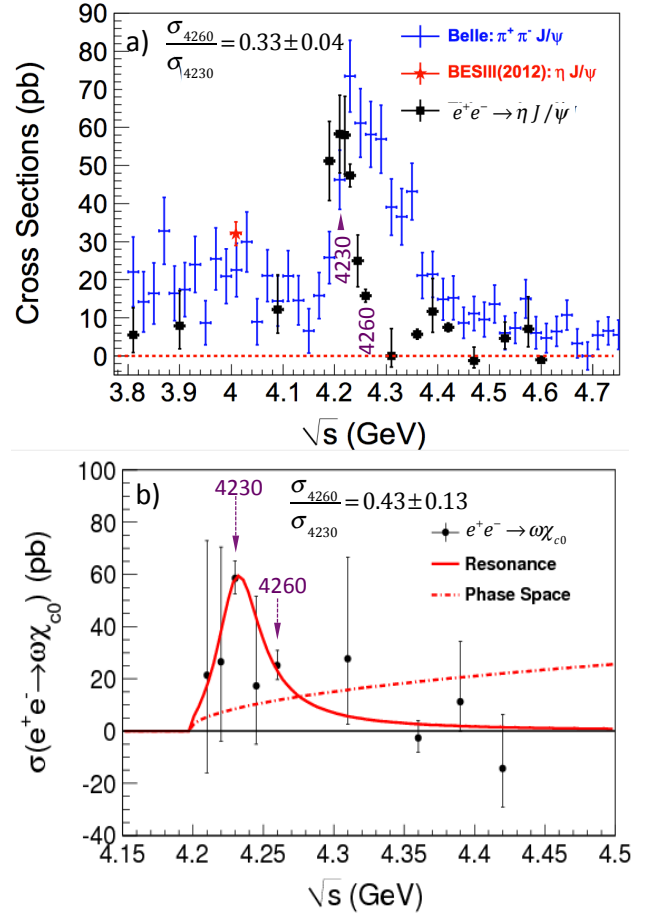 a) σ₄₂₆₀/σ₄₂₃₀ = 0.33 ± 0.04
Belle: π⁺ π⁻ J/ψ
BESIII(2012): η J/ψ
e⁺e⁻ → η J/ψ
Cross Sections (pb)
90
80
70
60
50
40
30
20
10
0
4230
4260
3.8 3.9 4 4.1 4.2 4.3 4.4 4.5 4.6 4.7
√s (GeV)
b) σ₄₂₆₀/σ₄₂₃₀ = 0.43 ± 0.13
4230
4260
e⁺e⁻ → ωχ_c0
Resonance
Phase Space
σ(e⁺e⁻→ωχ_c0) (pb)
100
80
60
40
20
0
-20
-40
4.15 4.2 4.25 4.3 4.35 4.4 4.45 4.5
√s (GeV)